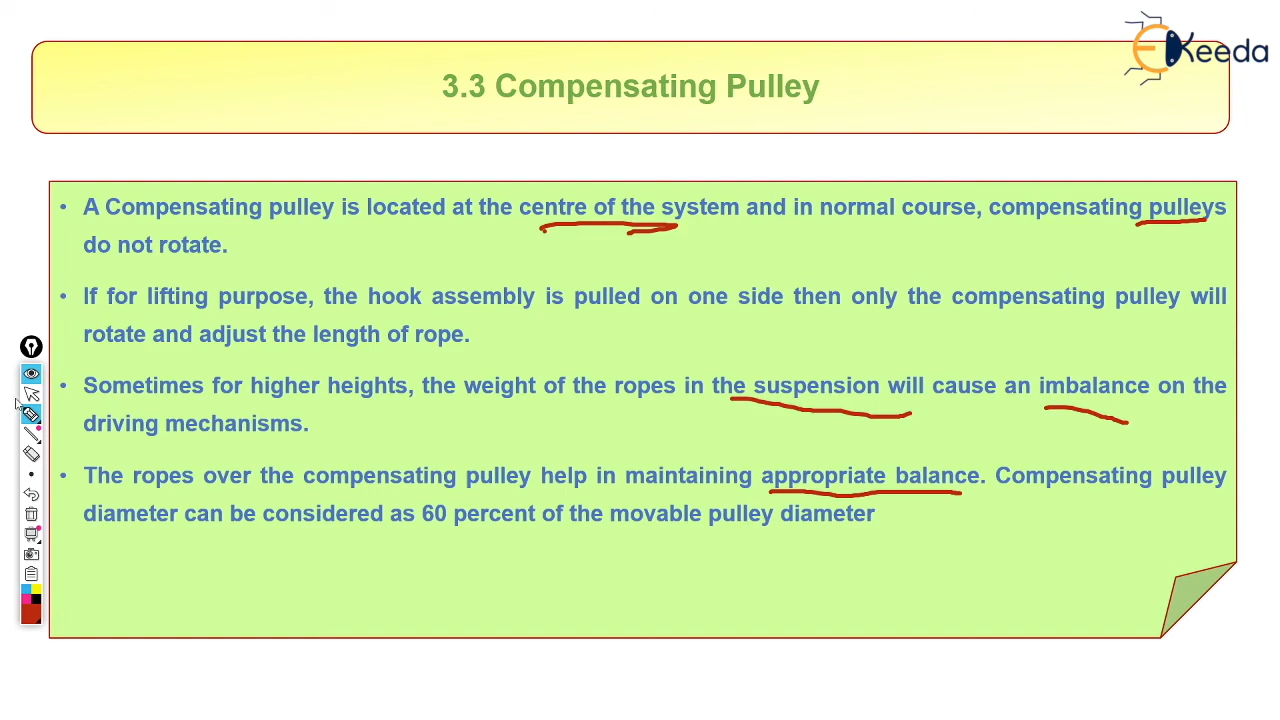 EKeeda
3.3 Compensating Pulley
• A Compensating pulley is located at the centre of the system and in normal course, compensating pulleys
do not rotate.
• If for lifting purpose, the hook assembly is pulled on one side then only the compensating pulley will
rotate and adjust the length of rope.
• Sometimes for higher heights, the weight of the ropes in the suspension will cause an imbalance on the
driving mechanisms.
• The ropes over the compensating pulley help in maintaining appropriate balance. Compensating pulley
diameter can be considered as 60 percent of the movable pulley diameter